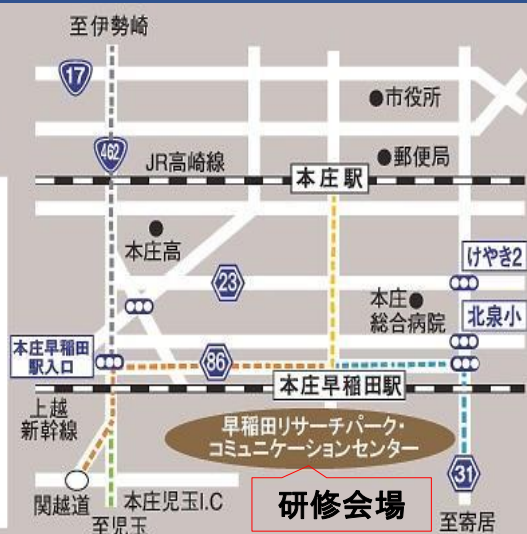 至伊勢崎
17
●市役所
462
JR高崎線
●郵便局
本庄駅
本庄高
けやき2
23
本庄●
総合病院
北泉小
本庄早稲田
駅入口
86
本庄早稲田駅
上越
新幹線
早稲田リサーチパーク・
コミュニケーションセンター
31
関越道
本庄児玉I.C
研修会場
至児玉
至寄居